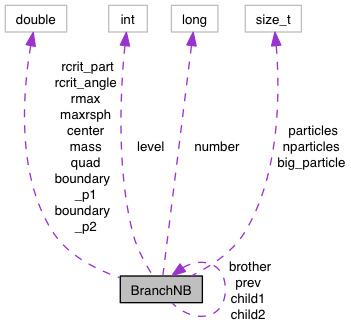 double
int
long
size_t
rcrit_part
rcrit_angle
rmax
maxrsph
center
mass
quad
boundary
_p1
boundary
_p2
level
number
particles
nparticles
big_particle
BranchNB
brother
prev
child1
child2